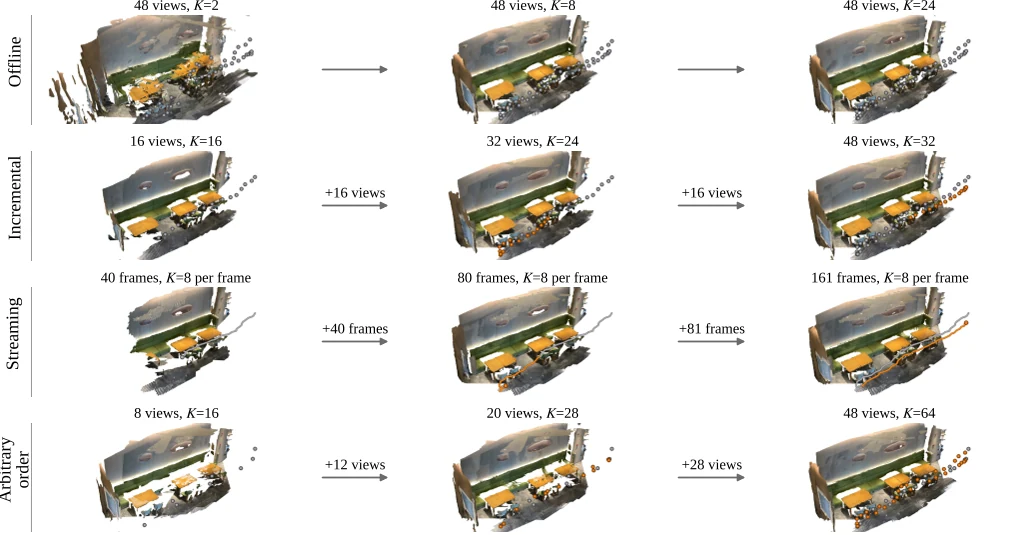 48 views, K=2
48 views, K=8
48 views, K=24
Offline
16 views, K=16
32 views, K=24
48 views, K=32
Incremental
+16 views
+16 views
40 frames, K=8 per frame
80 frames, K=8 per frame
161 frames, K=8 per frame
Streaming
+40 frames
+81 frames
8 views, K=16
20 views, K=28
48 views, K=64
Arbitrary
order
+12 views
+28 views